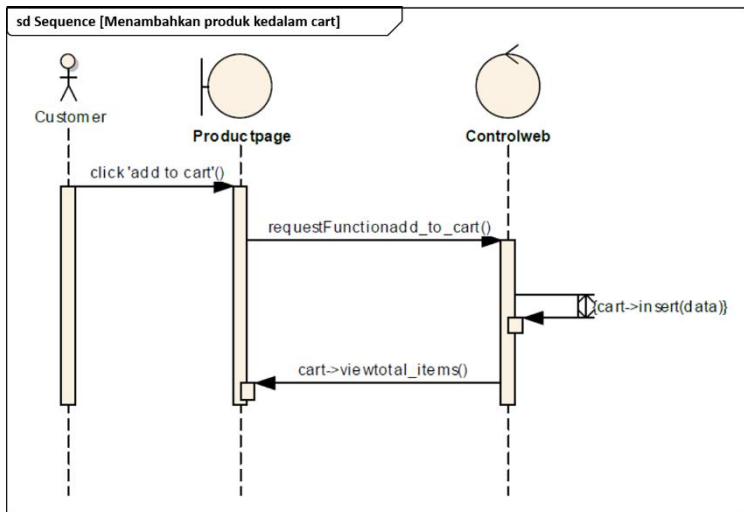 sd Sequence [Menambahkan produk kedalam cart]
Customer
Productpage
Controlweb
click 'add to cart'()
requestFunctionadd_to_cart()
{cart->insert(data)}
cart->viewtotal_items()